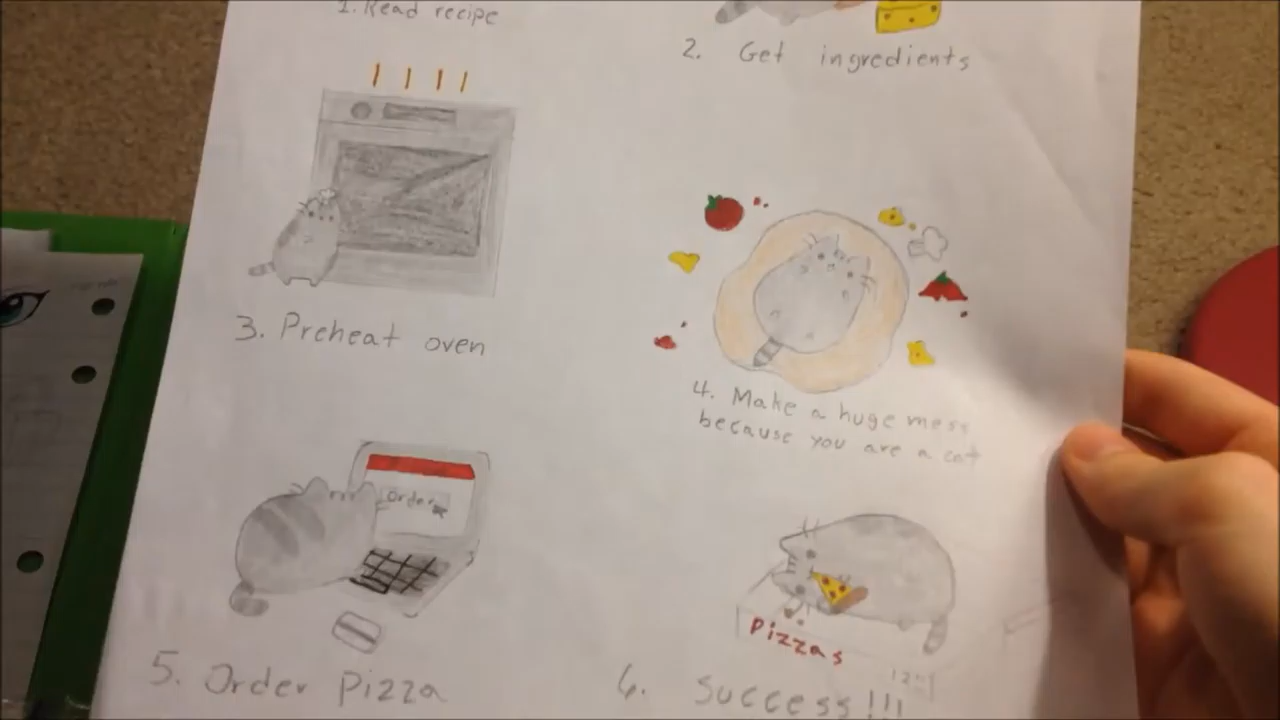 1. Read recipe
2. Get ingredients
3. Preheat oven
4. Make a huge mess
because you are a cat
Order
5. Order Pizza
Pizzas
6. Success!!!